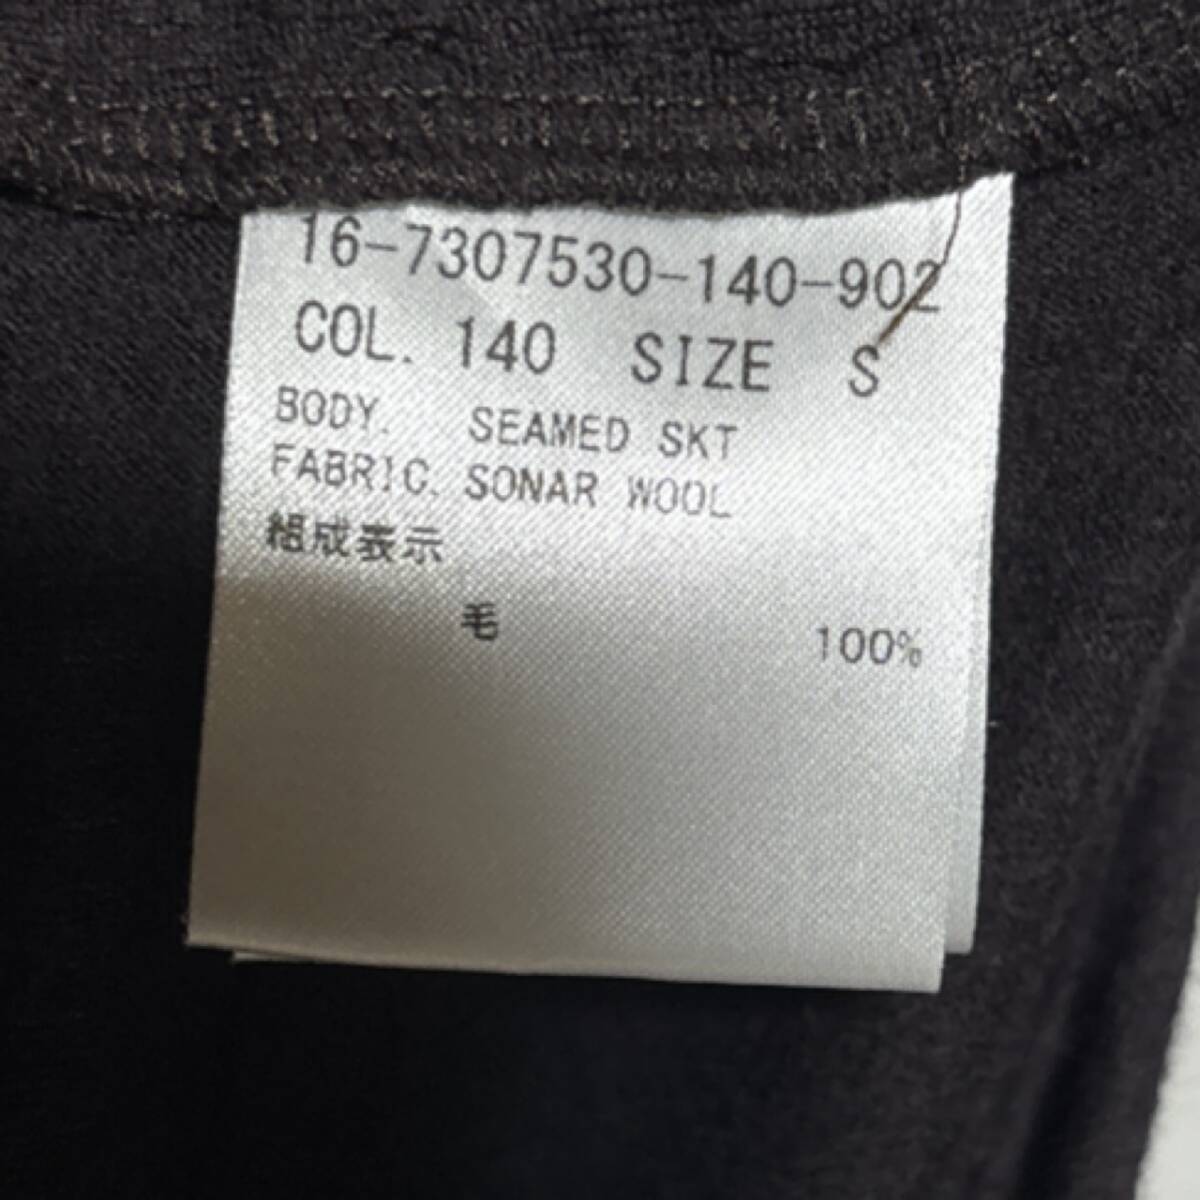 16-7307530-140-902
COL. 140 SIZE S
BODY. SEAMED SKT
FABRIC. SONAR WOOL
組成表示
毛 100%